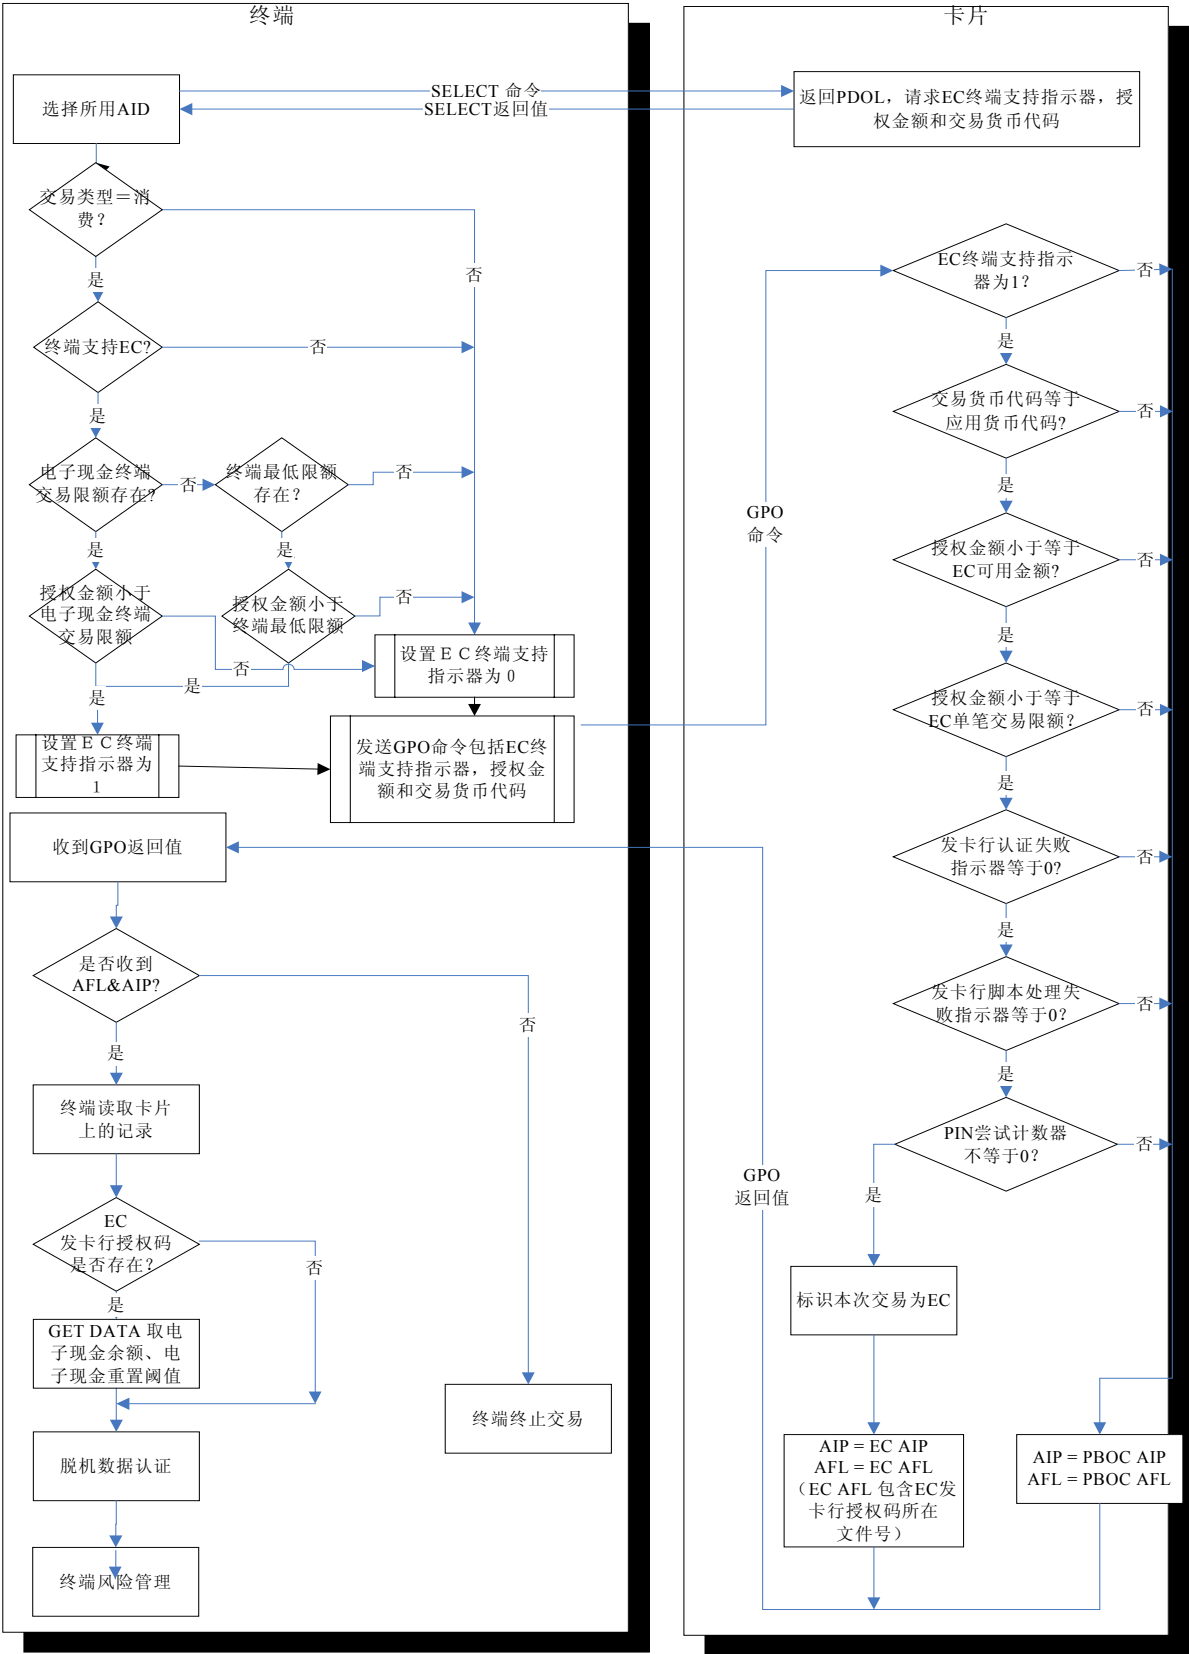 终端
选择所用AID
SELECT 命令
SELECT返回值
交易类型＝消
费?
否
是
终端支持EC?
否
是
电子现金终端
交易限额存在?
否
终端最低限额
存在?
否
是
是
授权金额小于
电子现金终端
交易限额
授权金额小于
终端最低限额
否
否
是
是
设置ＥＣ终端支持
指示器为 0
设置ＥＣ终端
支持指示器为
1
发送GPO命令包括EC终
端支持指示器，授权金
额和交易货币代码
收到GPO返回值
是否收到
AFL&AIP?
否
是
终端读取卡片
上的记录
EC
发卡行授权码
是否存在?
否
是
GET DATA 取电
子现金余额、电
子现金重置阈值
终端终止交易
脱机数据认证
终端风险管理
GPO
命令
GPO
返回值
卡片
返回PDOL，请求EC终端支持指示器，授
权金额和交易货币代码
EC终端支持指示
器为1?
否
是
交易货币代码等于
应用货币代码?
否
是
授权金额小于等于
EC可用金额?
否
是
授权金额小于等于
EC单笔交易限额?
否
是
发卡行认证失败
指示器等于0?
否
是
发卡行脚本处理失
败指示器等于0?
否
是
PIN尝试计数器
不等于0?
否
是
标识本次交易为EC
AIP = EC AIP
AFL = EC AFL
（EC AFL 包含EC发
卡行授权码所在
文件号）
AIP = PBOC AIP
AFL = PBOC AFL